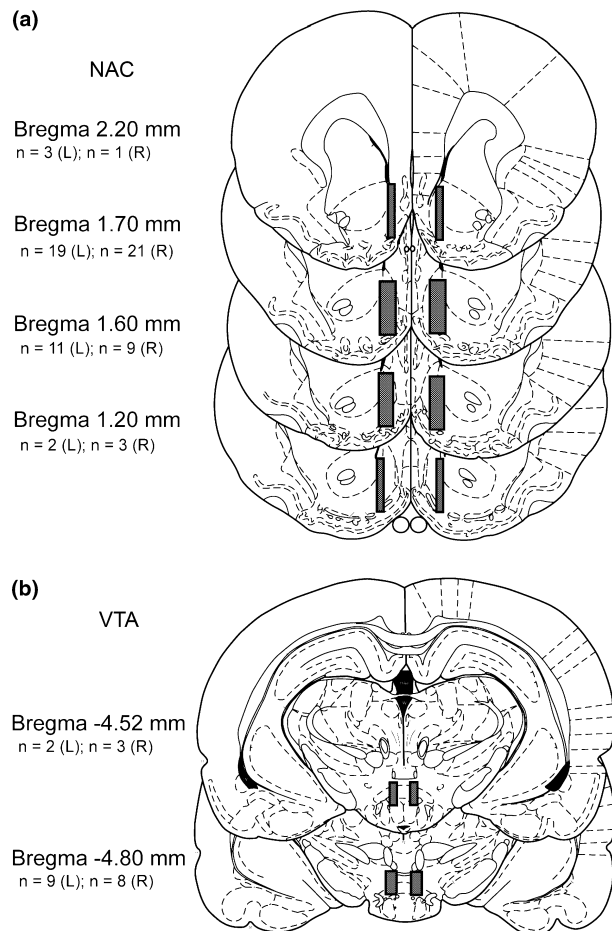 (a)
NAC
Bregma 2.20 mm
n = 3 (L); n = 1 (R)
Bregma 1.70 mm
n = 19 (L); n = 21 (R)
Bregma 1.60 mm
n = 11 (L); n = 9 (R)
Bregma 1.20 mm
n = 2 (L); n = 3 (R)
(b)
VTA
Bregma -4.52 mm
n = 2 (L); n = 3 (R)
Bregma -4.80 mm
n = 9 (L); n = 8 (R)